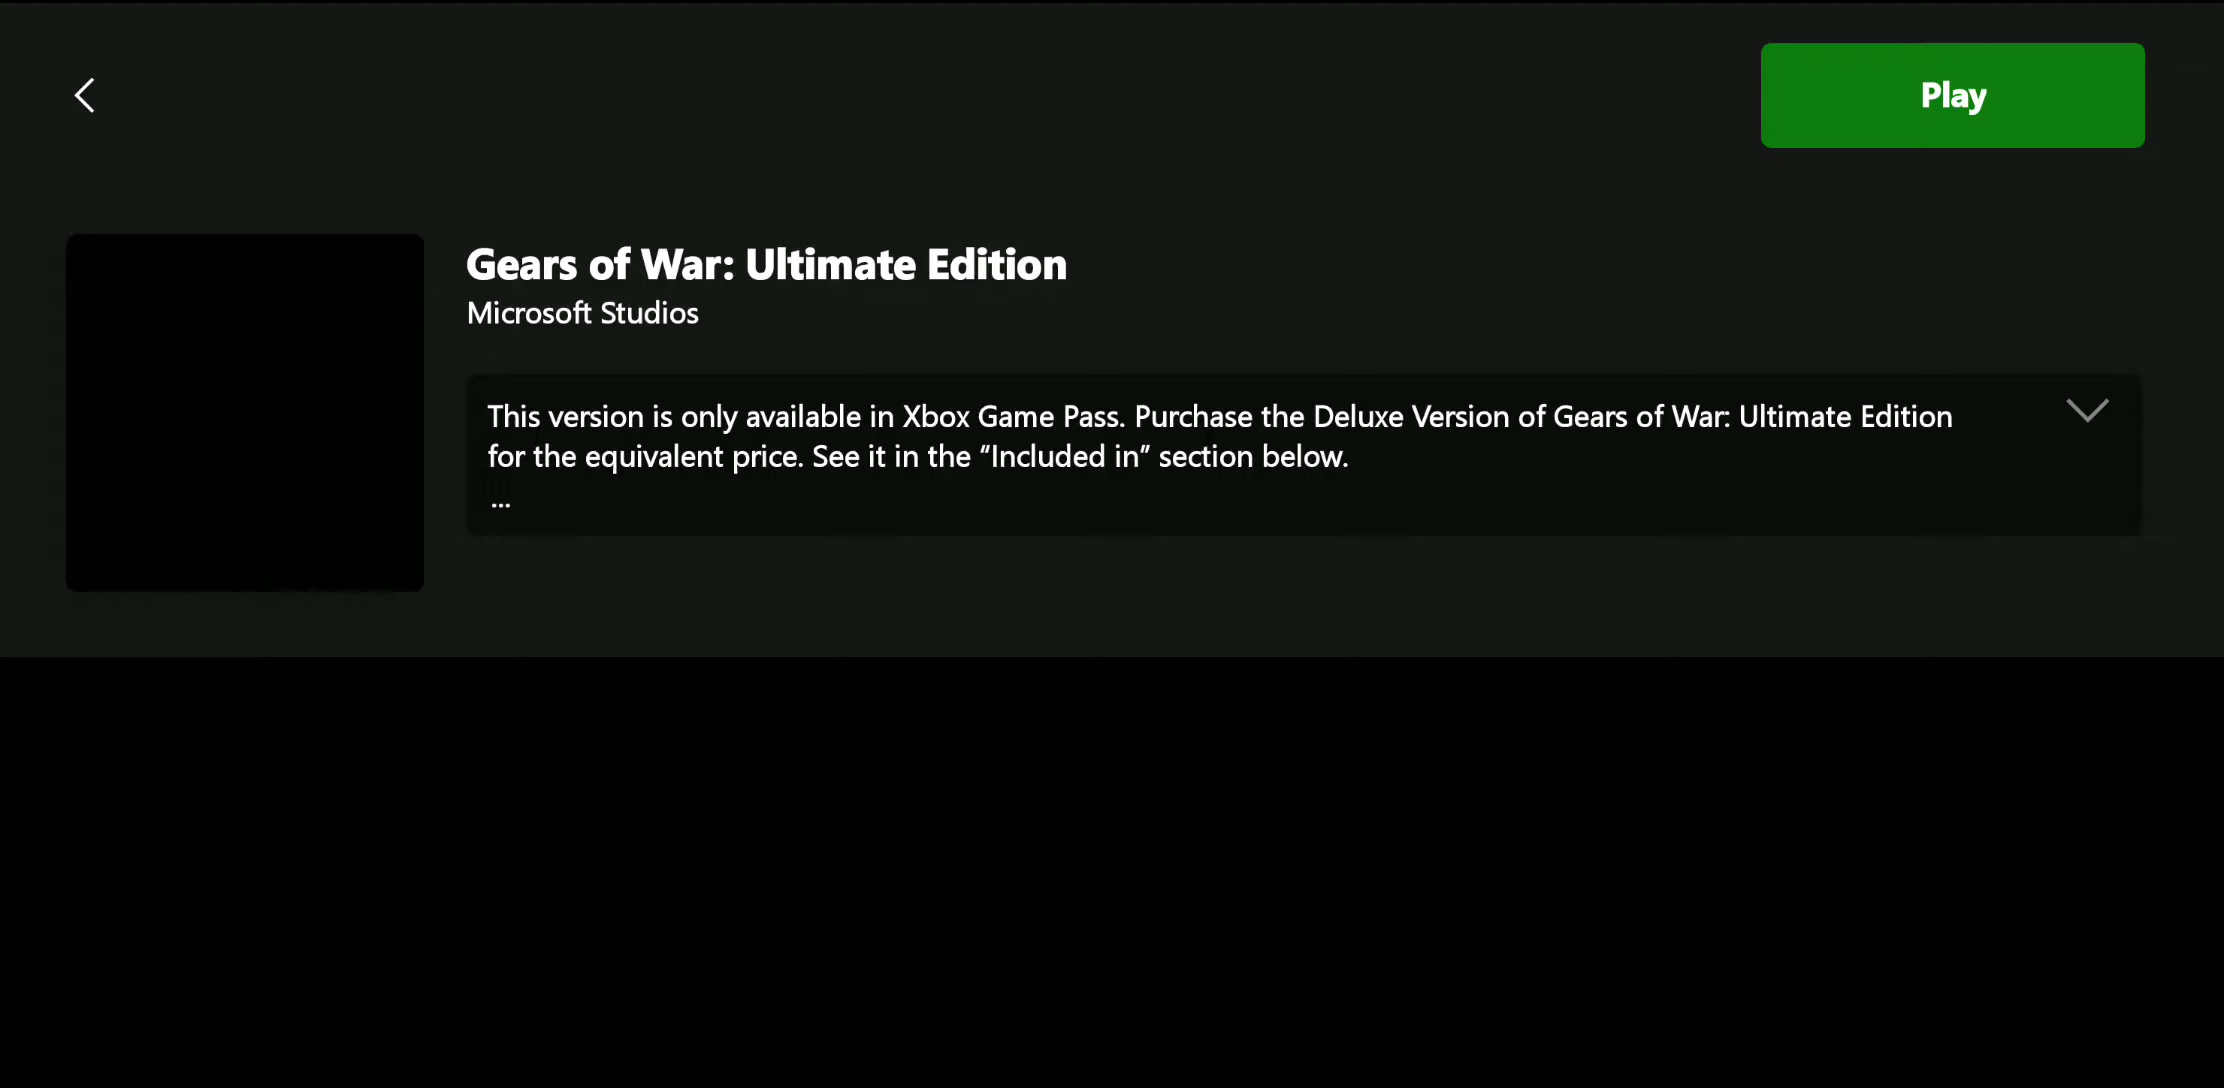 Play
Gears of War: Ultimate Edition
Microsoft Studios
This version is only available in Xbox Game Pass. Purchase the Deluxe Version of Gears of War: Ultimate Edition
for the equivalent price. See it in the “Included in” section below.
...